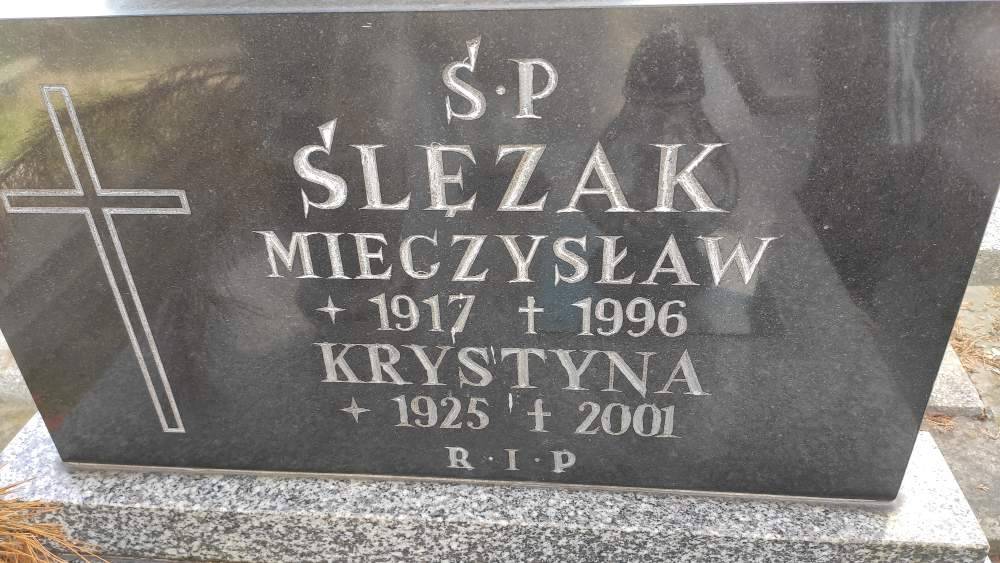 Ś·P
ŚLĘZAK
MIECZYSŁAW
+ 1917 † 1996
KRYSTYNA
+ 1925 † 2001
R·I·P